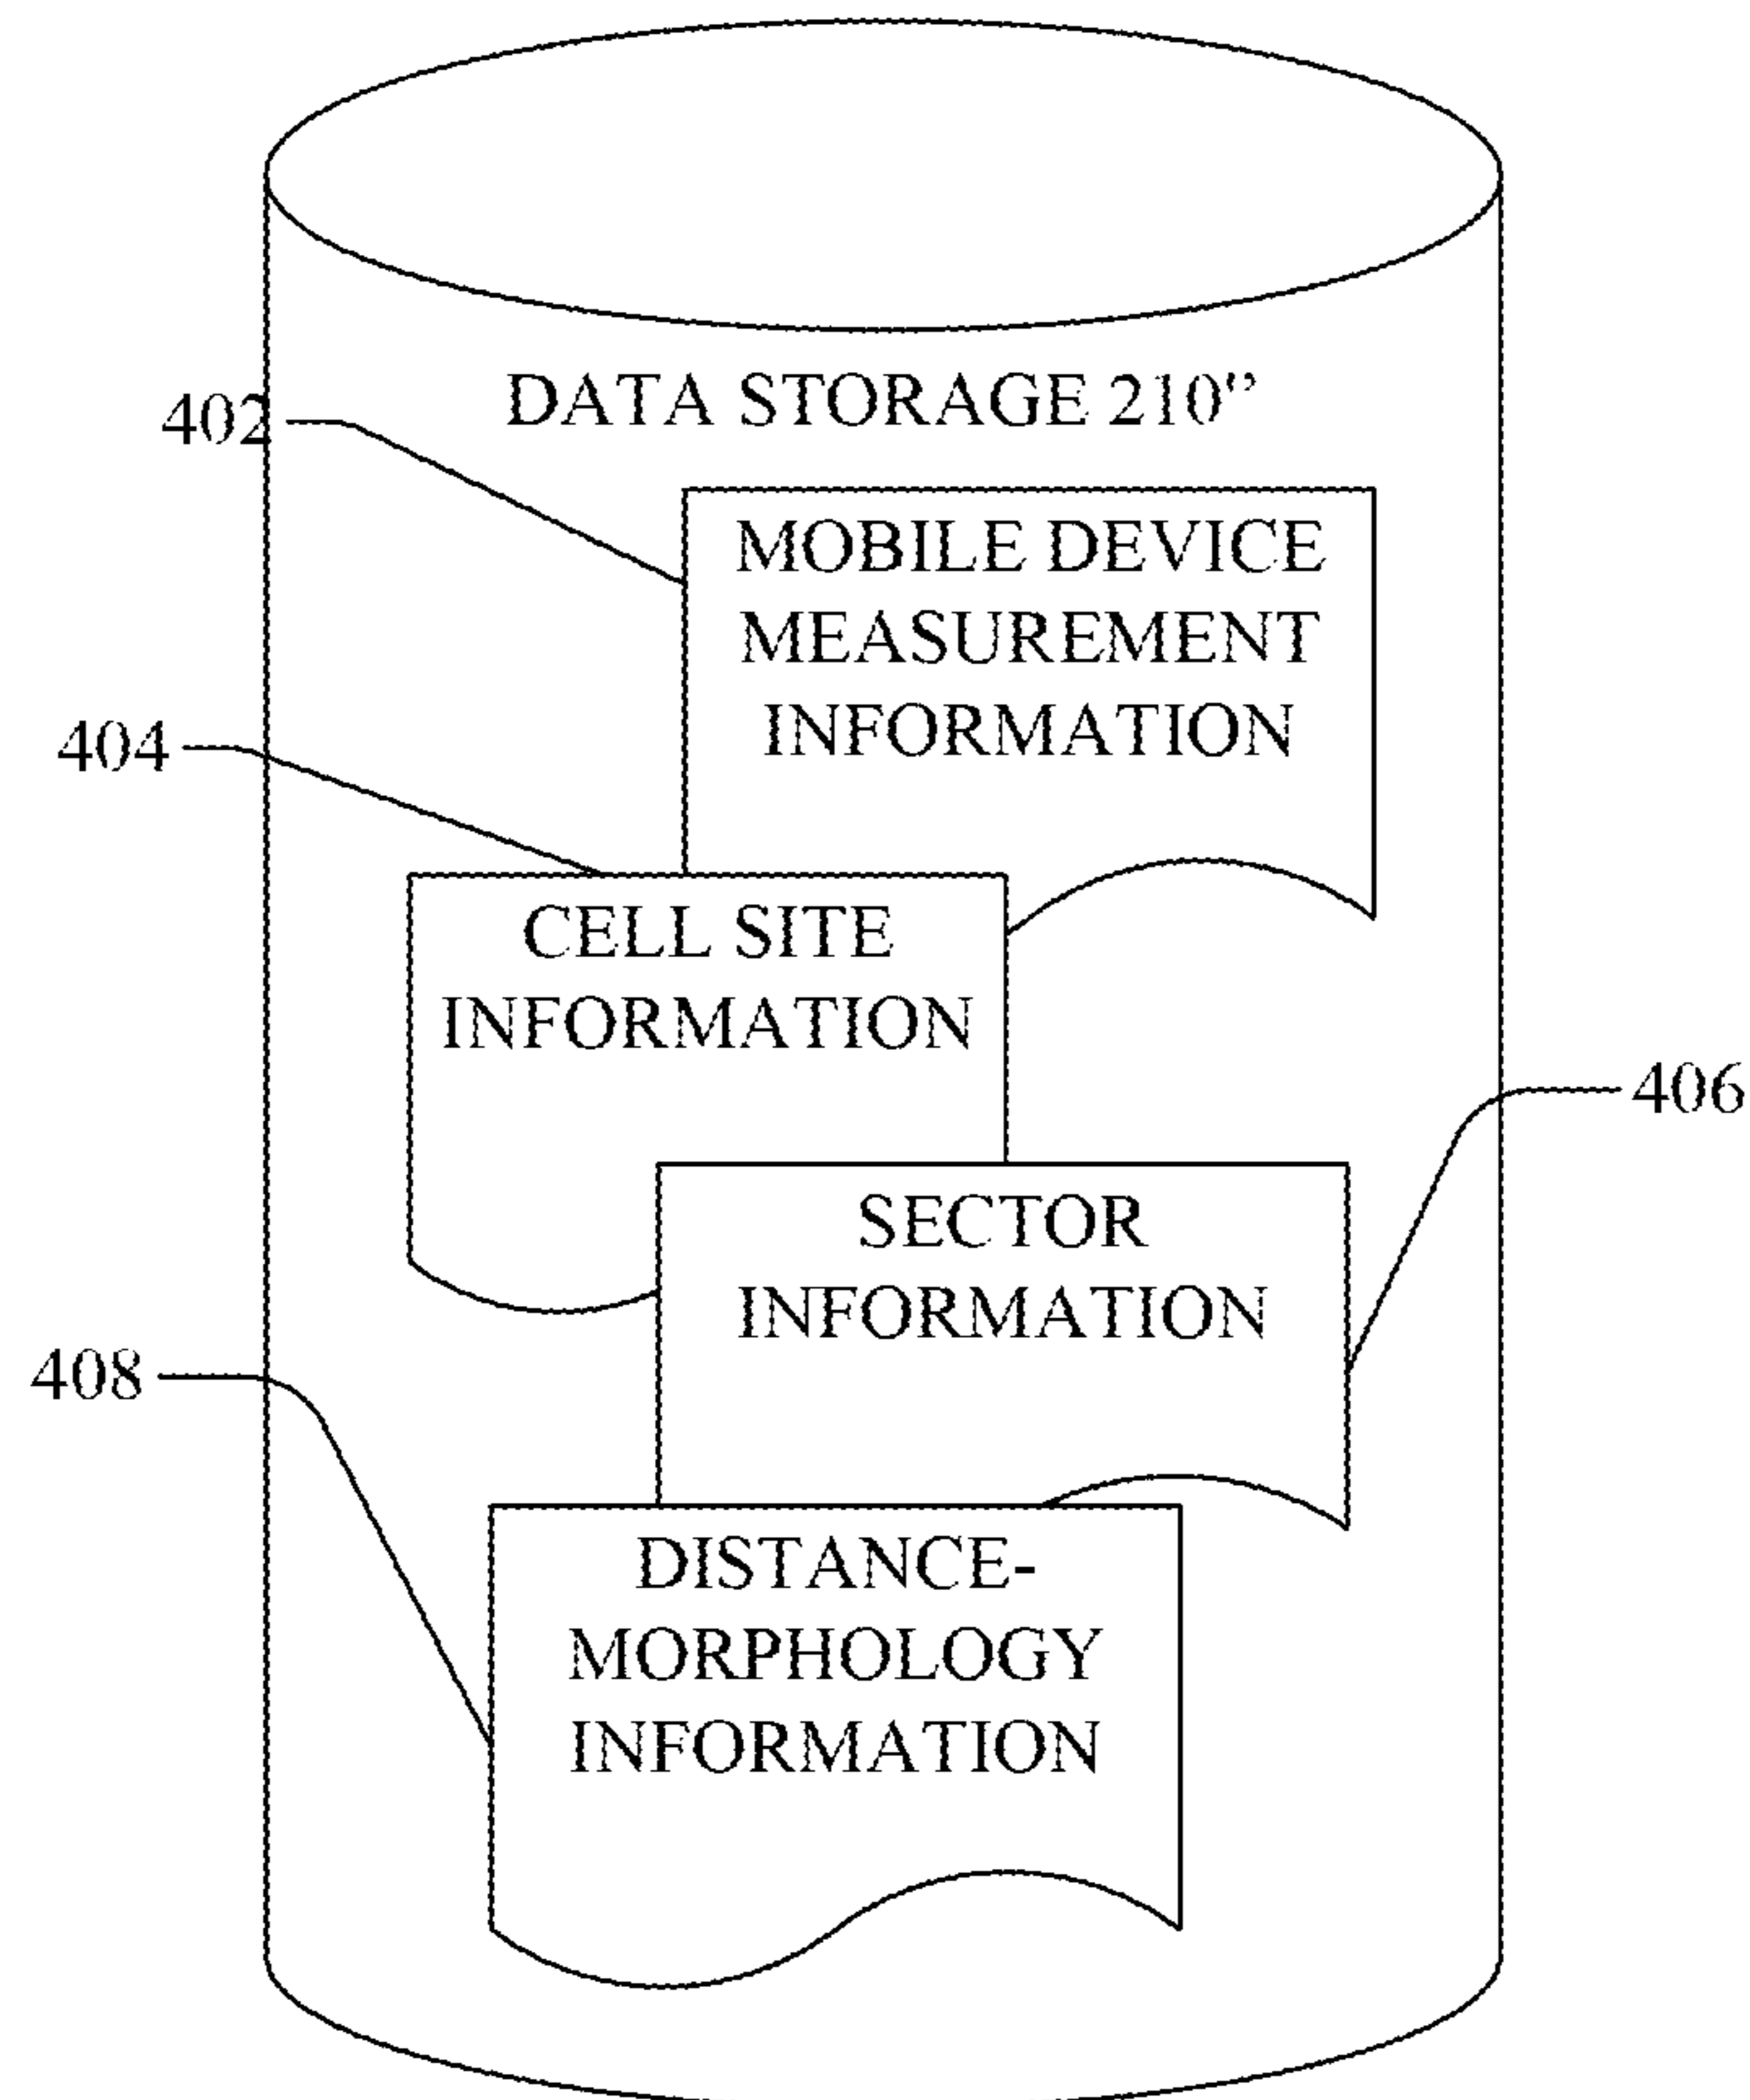 DATA STORAGE 210"
402
MOBILE DEVICE
MEASUREMENT
INFORMATION
404
CELL SITE
INFORMATION
406
SECTOR
INFORMATION
408
DISTANCE-
MORPHOLOGY
INFORMATION